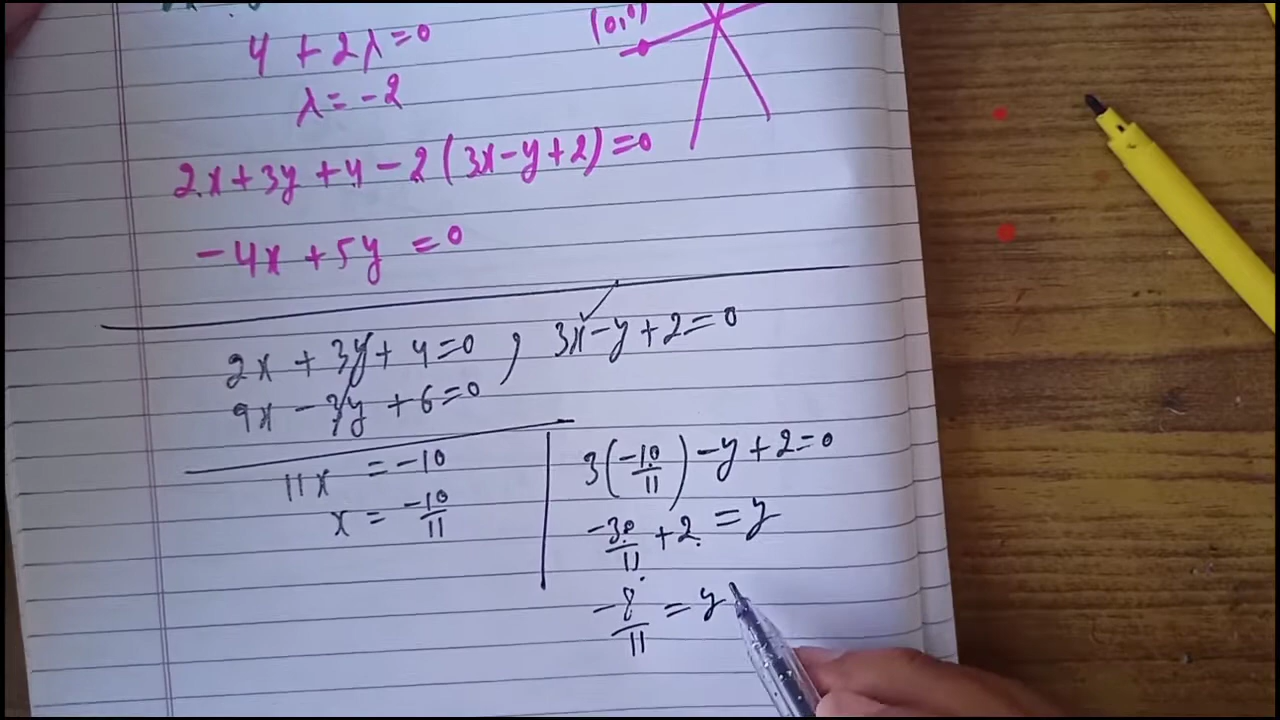 (0,0)
4 + 2λ = 0
λ = -2
2x + 3y + 4 - 2 (3x - y + 2) = 0
-4x + 5y = 0
2x + 3y + 4 = 0 , 3x - y + 2 = 0
9x - 3y + 6 = 0
11x = -10
x = -10/11
3(-10/11) - y + 2 = 0
-30/11 + 2 = y
-8/11 = y